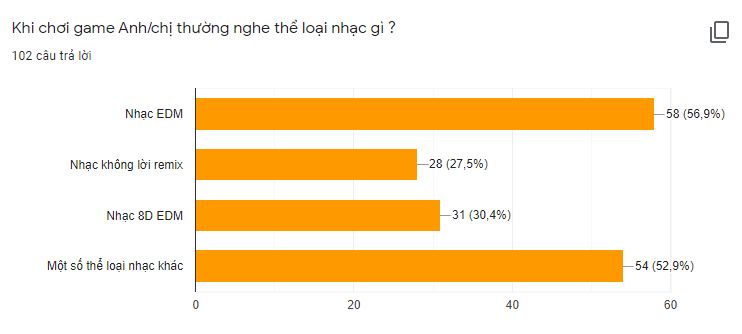 Khi chơi game Anh/chị thường nghe thể loại nhạc gì ?
102 câu trả lời
Nhạc EDM
58 (56,9%)
Nhạc không lời remix
28 (27,5%)
Nhạc 8D EDM
31 (30,4%)
Một số thể loại nhạc khác
54 (52,9%)
0 20 40 60